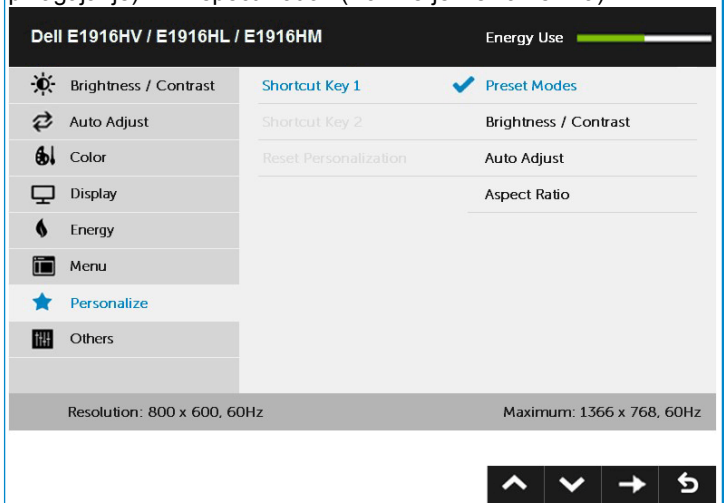 Dell E1916HV / E1916HL / E1916HM
Energy Use
Brightness / Contrast
Shortcut Key 1
Preset Modes
Auto Adjust
Shortcut Key 2
Brightness / Contrast
Color
Reset Personalization
Auto Adjust
Display
Aspect Ratio
Energy
Menu
Personalize
Others
Resolution: 800 x 600, 60Hz
Maximum: 1366 x 768, 60Hz